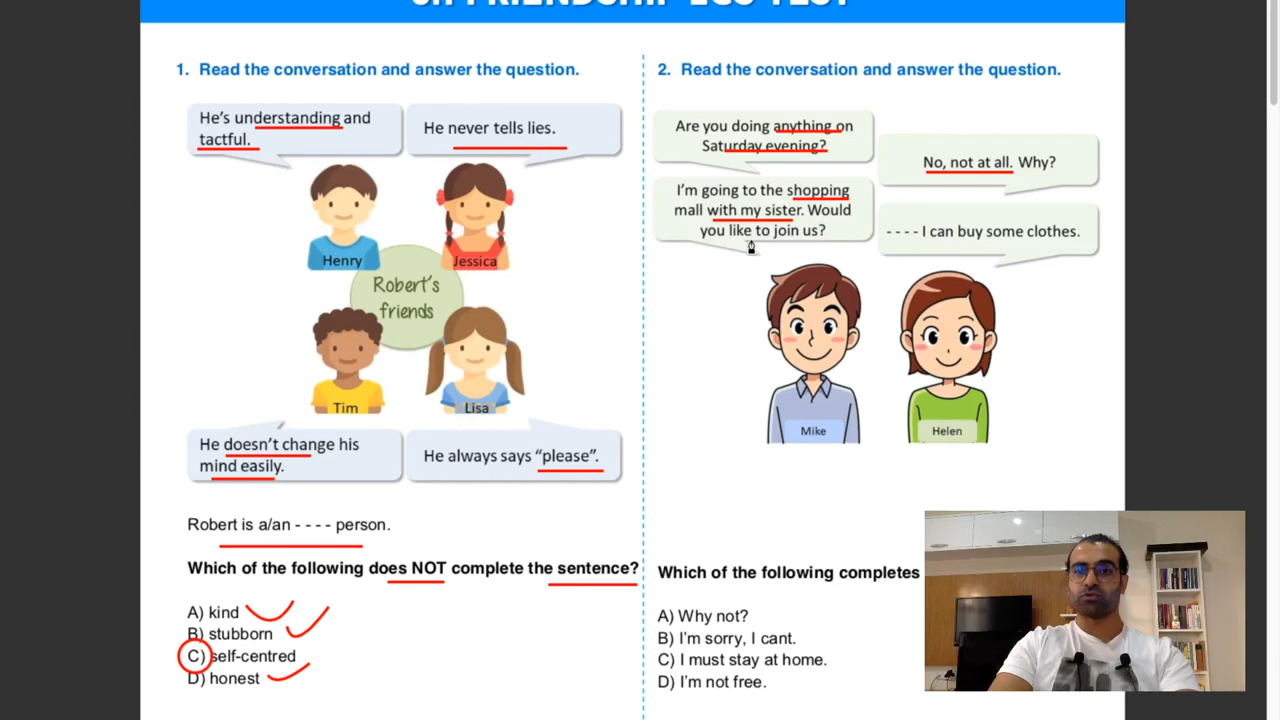 1. Read the conversation and answer the question.
He's understanding and
tactful.
He never tells lies.
Henry
Jessica
Robert's
friends
Tim
Lisa
He doesn't change his
mind easily.
He always says "please".
Robert is a/an - - - - person.
Which of the following does NOT complete the sentence?
A) kind
B) stubborn
C) self-centred
D) honest
2. Read the conversation and answer the question.
Are you doing anything on
Saturday evening?
No, not at all. Why?
I'm going to the shopping
mall with my sister. Would
you like to join us?
- - - - I can buy some clothes.
Mike
Helen
Which of the following completes
A) Why not?
B) I'm sorry, I cant.
C) I must stay at home.
D) I'm not free.